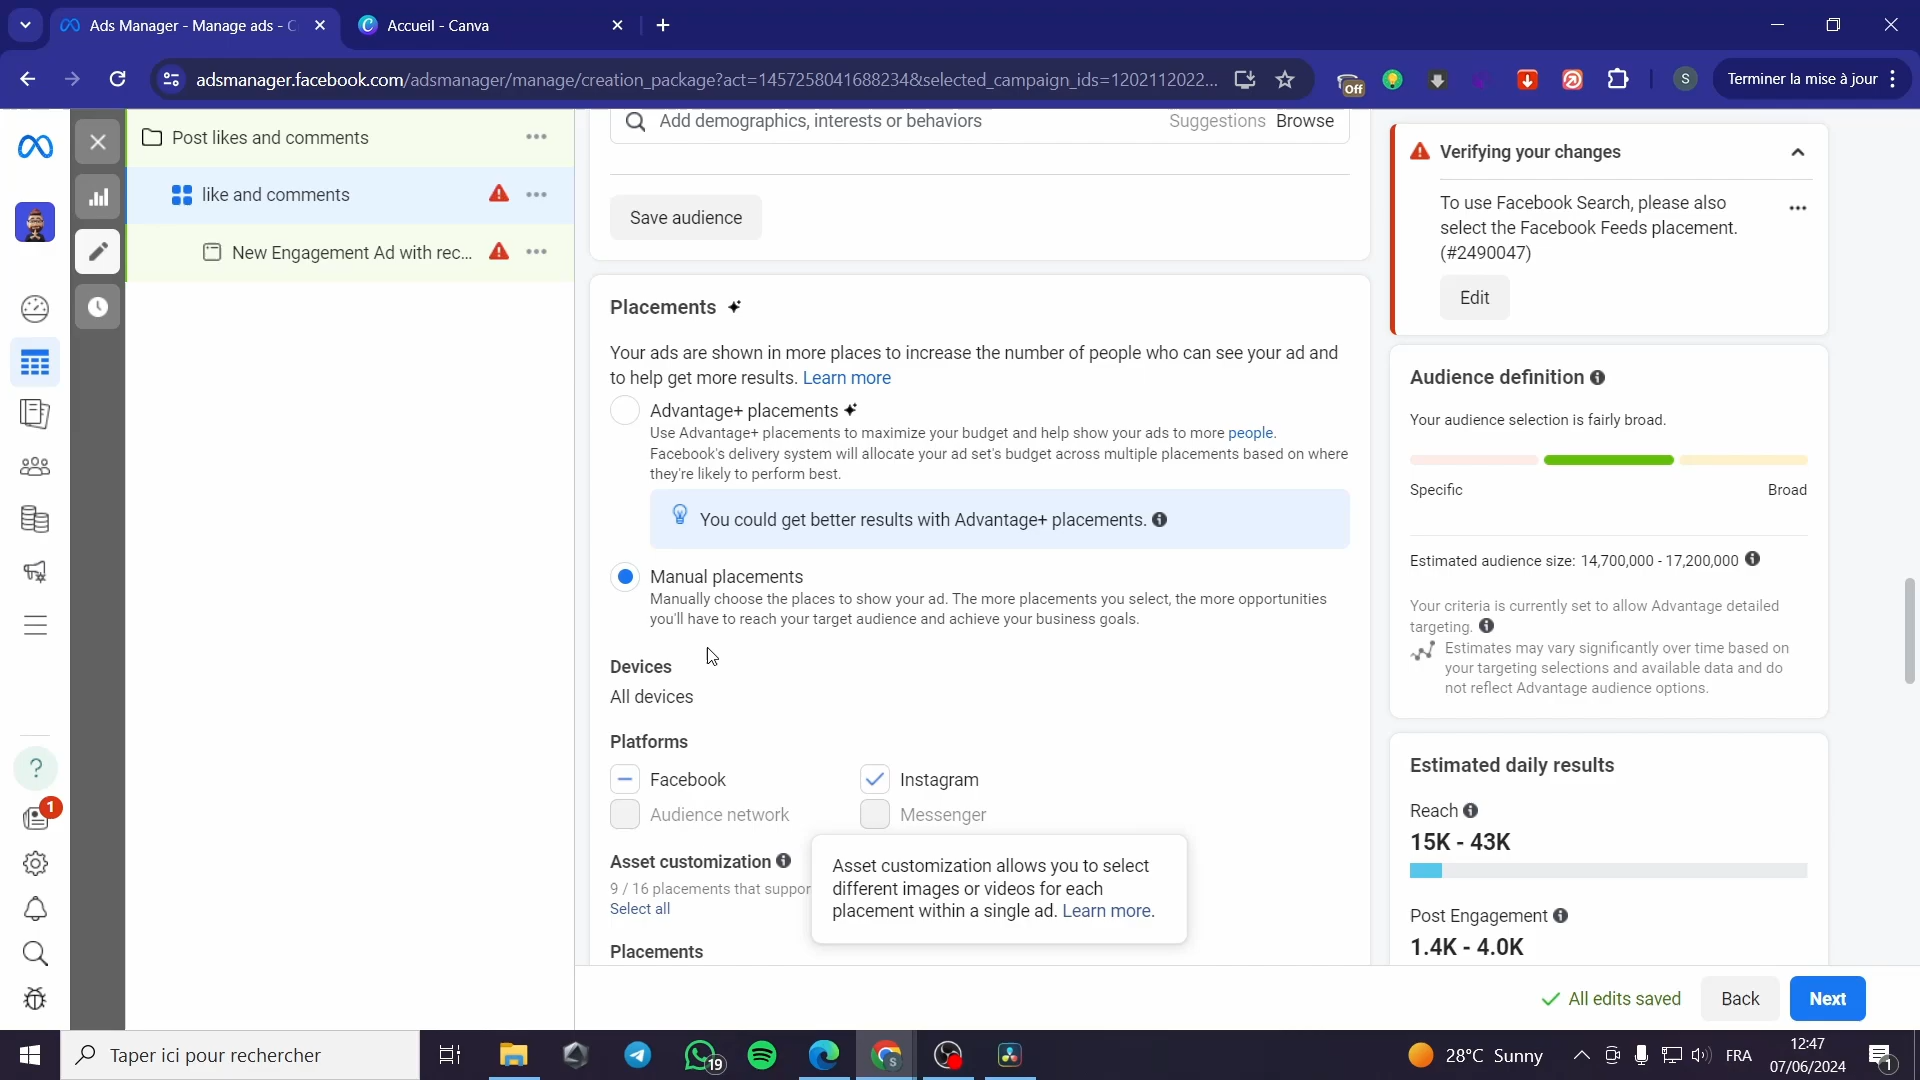 Ads Manager - Manage ads - C
Accueil - Canva
adsmanager.facebook.com/adsmanager/manage/creation_package?act=1457258041688234&selected_campaign_ids=1202112022...
Off
S
Terminer la mise à jour
Post likes and comments
like and comments
New Engagement Ad with rec...
Add demographics, interests or behaviors
Suggestions Browse
Save audience
Placements
Your ads are shown in more places to increase the number of people who can see your ad and
to help get more results. Learn more
Advantage+ placements
Use Advantage+ placements to maximize your budget and help show your ads to more people.
Facebook's delivery system will allocate your ad set's budget across multiple placements based on where
they're likely to perform best.
You could get better results with Advantage+ placements.
Manual placements
Manually choose the places to show your ad. The more placements you select, the more opportunities
you'll have to reach your target audience and achieve your business goals.
Devices
All devices
Platforms
Facebook
Instagram
Audience network
Messenger
Asset customization
9 / 16 placements that suppor
Select all
Asset customization allows you to select
different images or videos for each
placement within a single ad. Learn more.
Placements
Verifying your changes
To use Facebook Search, please also
select the Facebook Feeds placement.
(#2490047)
Edit
Audience definition
Your audience selection is fairly broad.
Specific
Broad
Estimated audience size: 14,700,000 - 17,200,000
Your criteria is currently set to allow Advantage detailed
targeting.
Estimates may vary significantly over time based on
your targeting selections and available data and do
not reflect Advantage audience options.
Estimated daily results
Reach
15K - 43K
Post Engagement
1.4K - 4.0K
All edits saved
Back
Next
1
Taper ici pour rechercher
19
S
28°C Sunny
FRA
12:47
07/06/2024
1